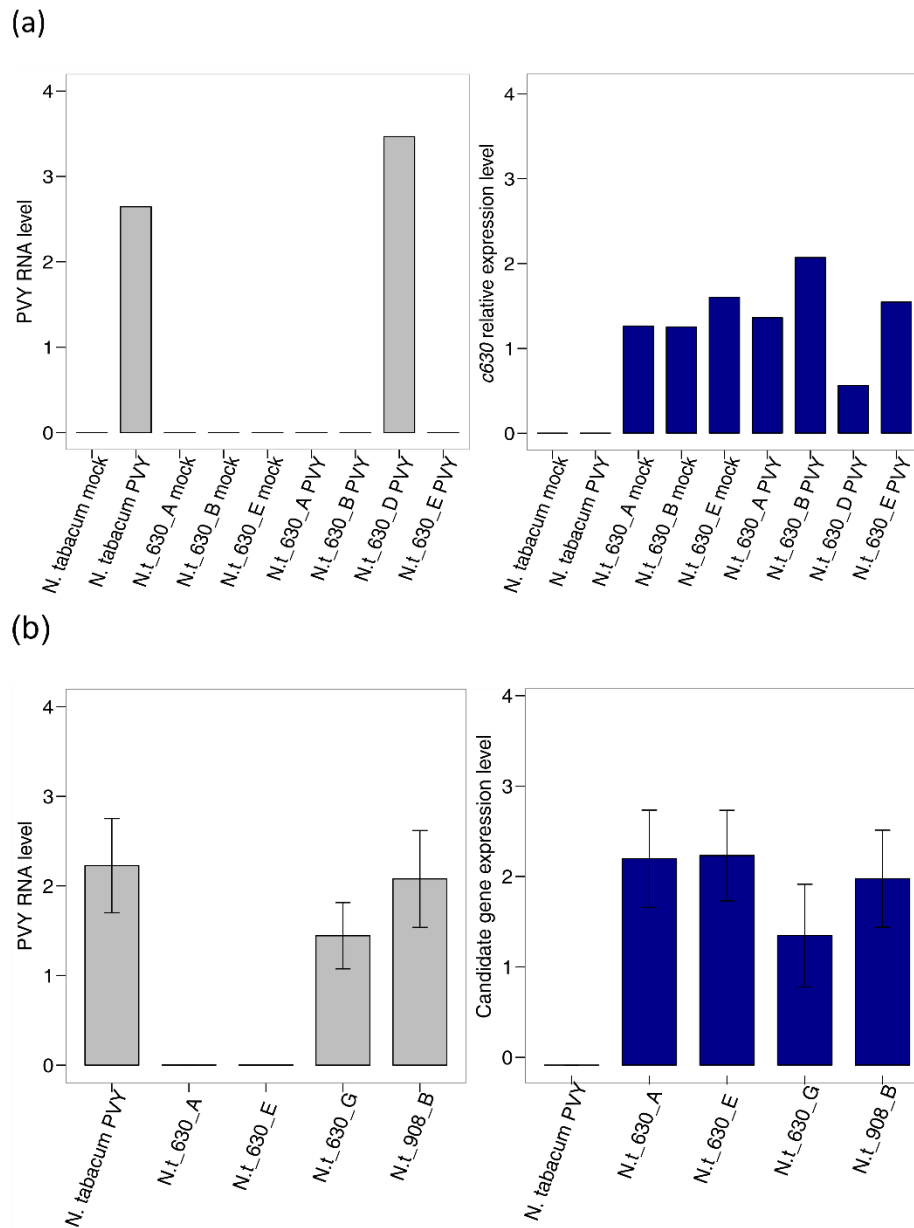 (a)
PVY RNA level
4
3
2
1
0
N. tabacum mock
N. tabacum PVY
N.t_630_A mock
N.t_630_B mock
N.t_630_E mock
N.t_630_A PVY
N.t_630_B PVY
N.t_630_D PVY
N.t_630_E PVY
c630 relative expression level
4
3
2
1
0
N. tabacum mock
N. tabacum PVY
N.t_630_A mock
N.t_630_B mock
N.t_630_E mock
N.t_630_A PVY
N.t_630_B PVY
N.t_630_D PVY
N.t_630_E PVY
(b)
PVY RNA level
4
3
2
1
0
N. tabacum PVY
N.t_630_A
N.t_630_E
N.t_630_G
N.t_908_B
Candidate gene expression level
4
3
2
1
0
N. tabacum PVY
N.t_630_A
N.t_630_E
N.t_630_G
N.t_908_B